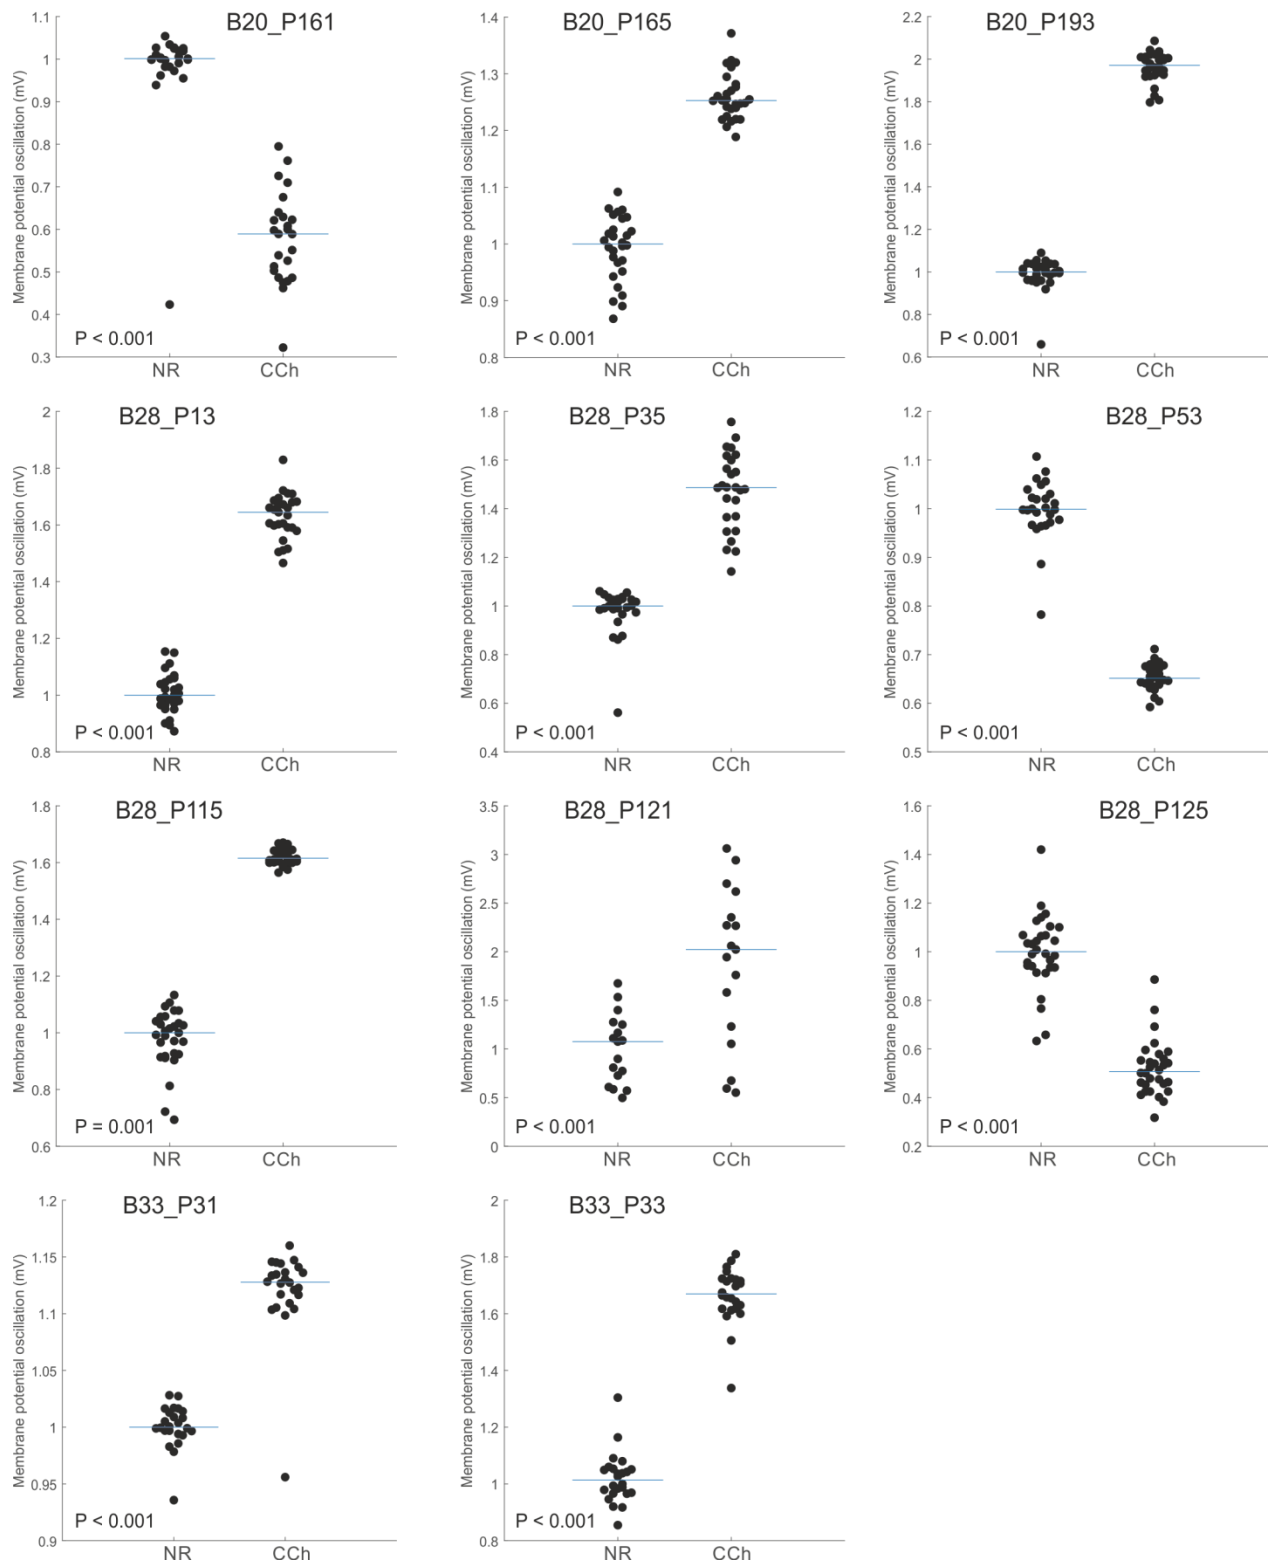 B20_P161
Membrane potential oscillation (mV)
1.1
1
0.9
0.8
0.7
0.6
0.5
0.4
0.3
P < 0.001
NR CCh
B20_P165
Membrane potential oscillation (mV)
1.4
1.3
1.2
1.1
1
0.9
0.8
P < 0.001
NR CCh
B20_P193
Membrane potential oscillation (mV)
2.2
2
1.8
1.6
1.4
1.2
1
0.8
0.6
P < 0.001
NR CCh
B28_P13
Membrane potential oscillation (mV)
2
1.8
1.6
1.4
1.2
1
0.8
P < 0.001
NR CCh
B28_P35
Membrane potential oscillation (mV)
1.8
1.6
1.4
1.2
1
0.8
0.6
0.4
P < 0.001
NR CCh
B28_P53
Membrane potential oscillation (mV)
1.2
1.1
1
0.9
0.8
0.7
0.6
0.5
P < 0.001
NR CCh
B28_P115
Membrane potential oscillation (mV)
1.8
1.6
1.4
1.2
1
0.8
0.6
P = 0.001
NR CCh
B28_P121
Membrane potential oscillation (mV)
3.5
3
2.5
2
1.5
1
0.5
0
P < 0.001
NR CCh
B28_P125
Membrane potential oscillation (mV)
1.6
1.4
1.2
1
0.8
0.6
0.4
0.2
P < 0.001
NR CCh
B33_P31
Membrane potential oscillation (mV)
1.2
1.15
1.1
1.05
1
0.95
0.9
P < 0.001
NR CCh
B33_P33
Membrane potential oscillation (mV)
2
1.8
1.6
1.4
1.2
1
0.8
P < 0.001
NR CCh